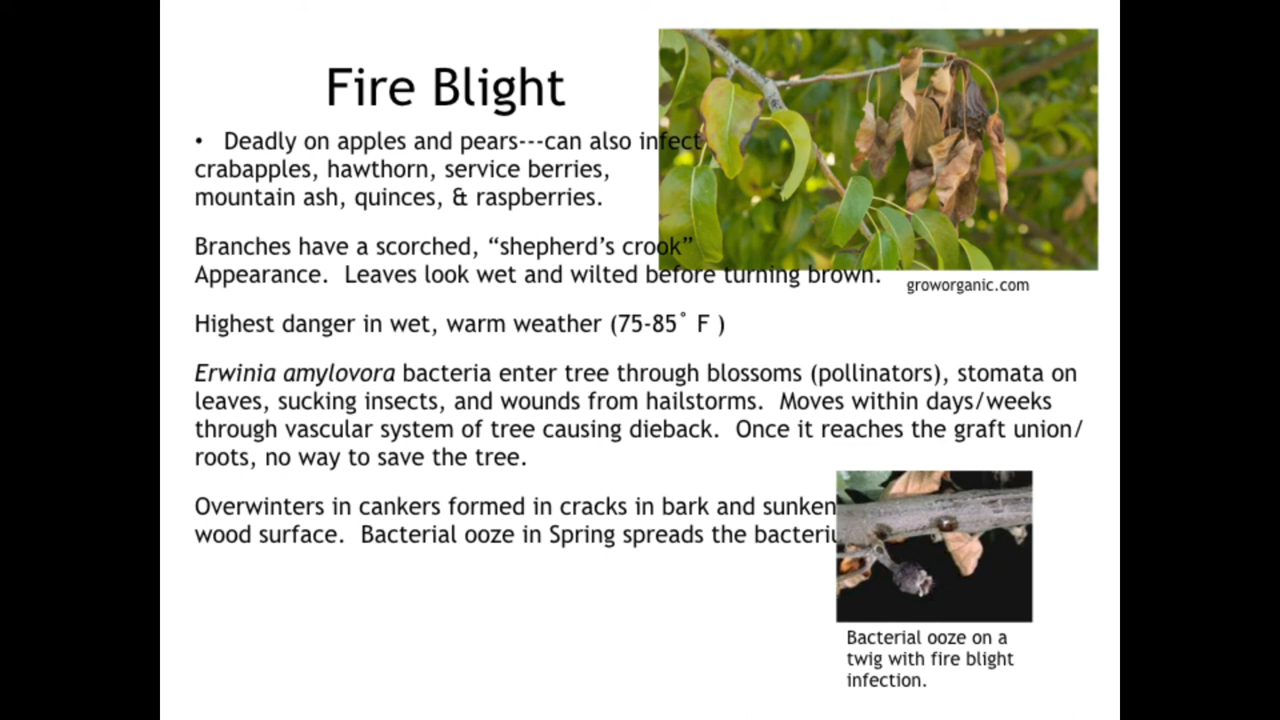 Fire Blight
• Deadly on apples and pears---can also infect
crabapples, hawthorn, service berries,
mountain ash, quinces, & raspberries.
Branches have a scorched, “shepherd’s crook”
Appearance. Leaves look wet and wilted before turning brown.
groworganic.com
Highest danger in wet, warm weather (75-85˚ F )
Erwinia amylovora bacteria enter tree through blossoms (pollinators), stomata on
leaves, sucking insects, and wounds from hailstorms. Moves within days/weeks
through vascular system of tree causing dieback. Once it reaches the graft union/
roots, no way to save the tree.
Overwinters in cankers formed in cracks in bark and sunken
wood surface. Bacterial ooze in Spring spreads the
Bacterial ooze on a
twig with fire blight
infection.